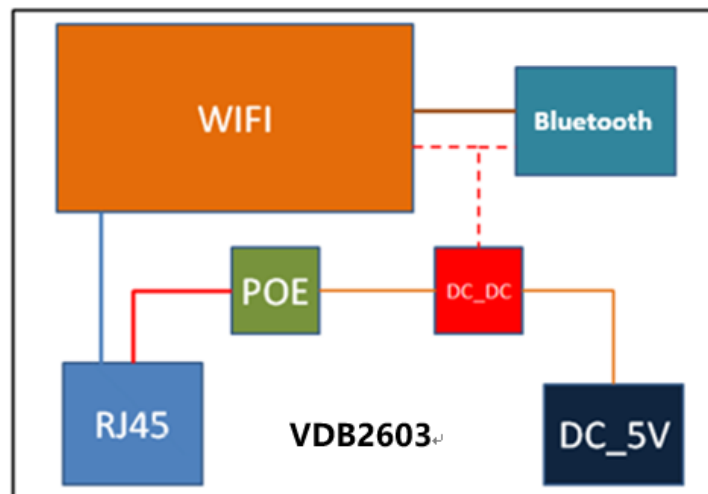 WIFI
Bluetooth
POE
DC_DC
RJ45
VDB2603
DC_5V